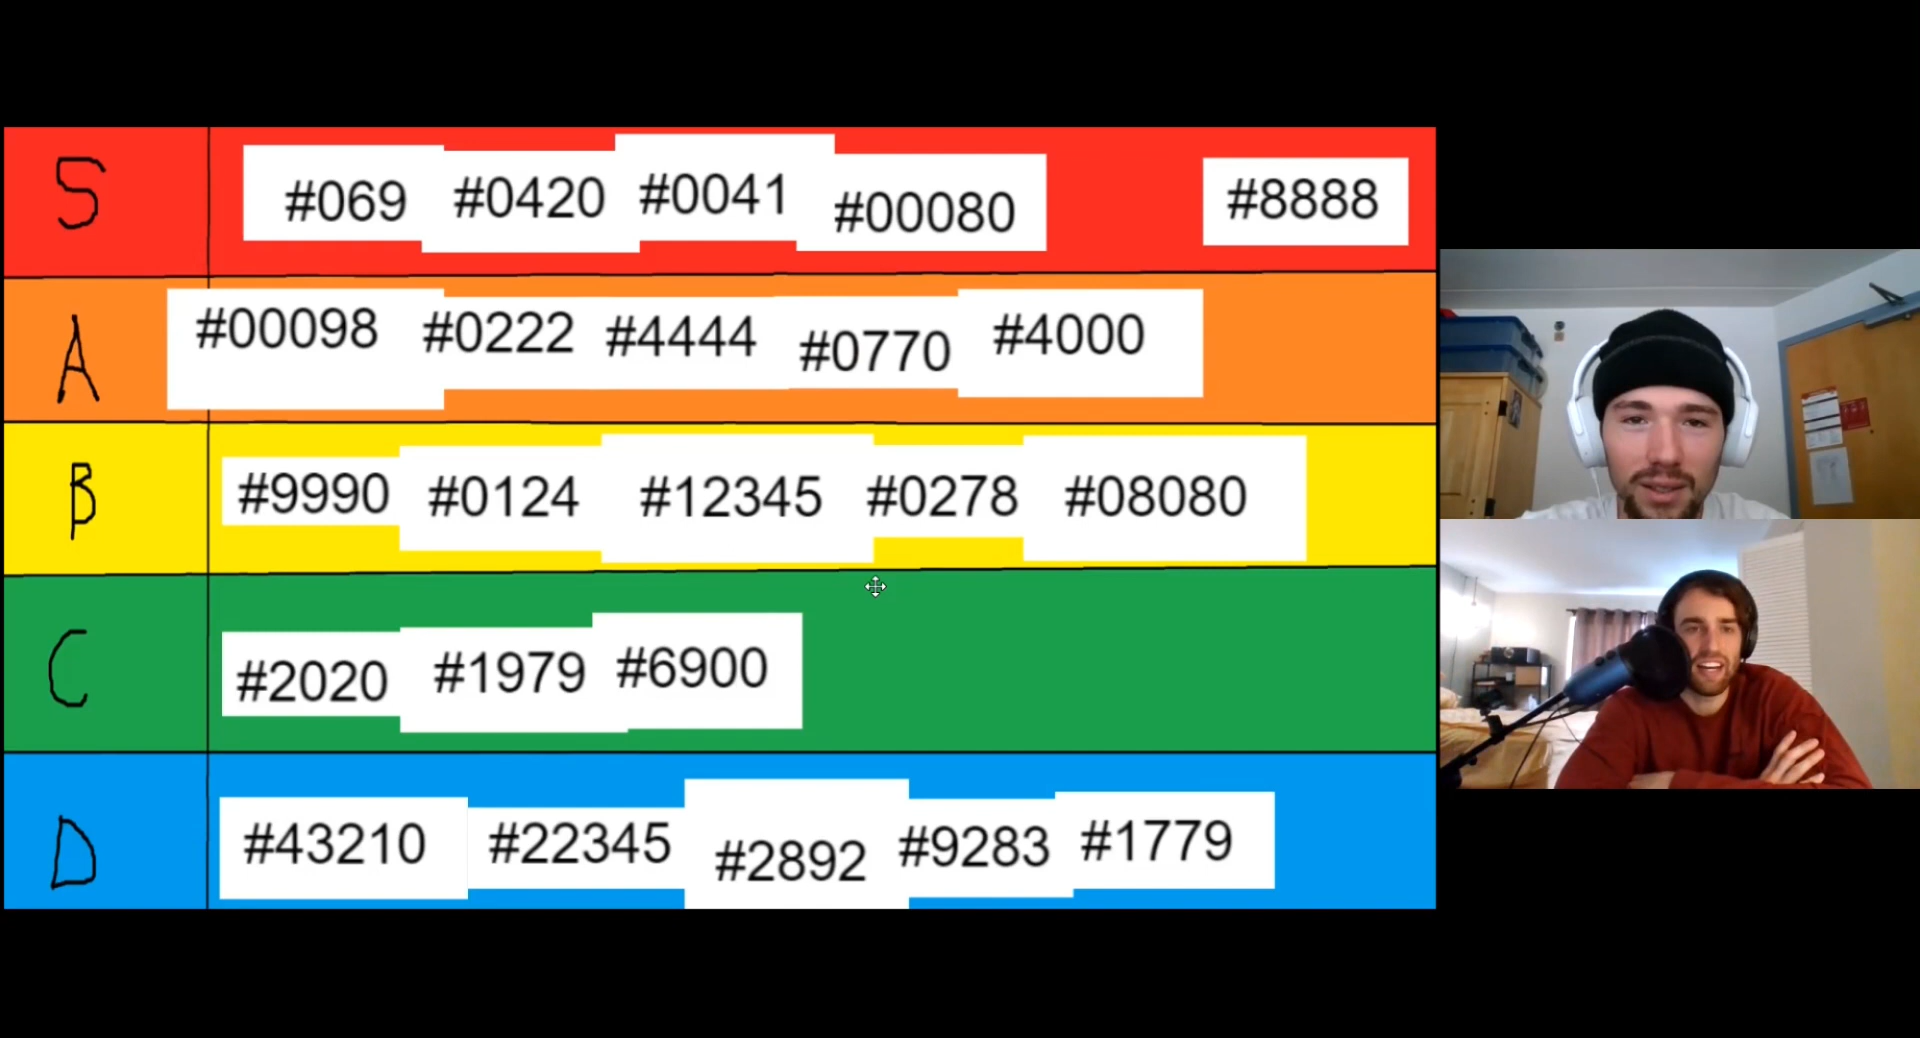 S #069 #0420 #0041 #00080 #8888
A #00098 #0222 #4444 #0770 #4000
B #9990 #0124 #12345 #0278 #08080
C #2020 #1979 #6900
D #43210 #22345 #2892 #9283 #1779